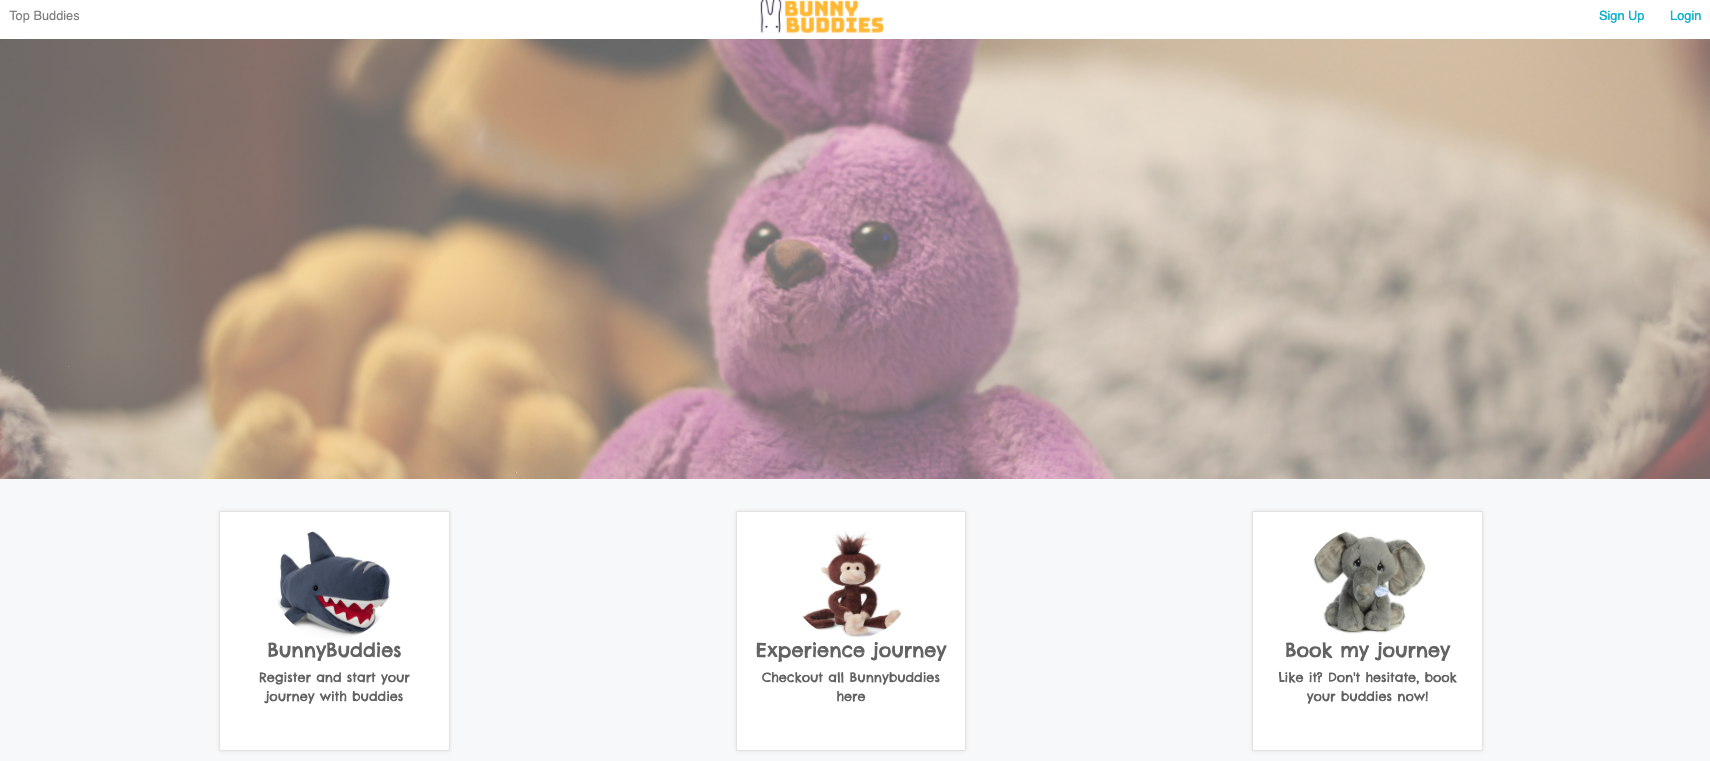 Top Buddies
BUNNY
BUDDIES
Sign Up
Login
BunnyBuddies
Register and start your
journey with buddies
Experience journey
Checkout all Bunnybuddies
here
Book my journey
Like it? Don't hesitate, book
your buddies now!